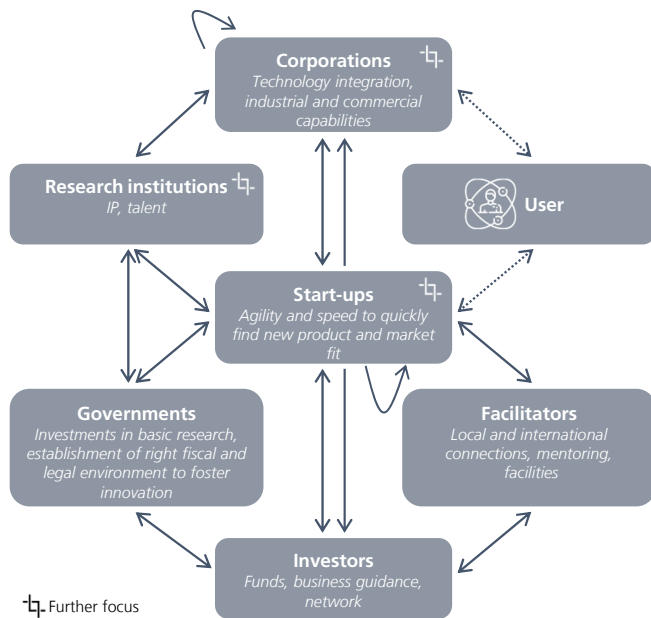 Corporations
Technology integration,
industrial and commercial
capabilities
Research institutions
IP, talent
User
Start-ups
Agility and speed to quickly
find new product and market
fit
Governments
Investments in basic research,
establishment of right fiscal and
legal environment to foster
innovation
Facilitators
Local and international
connections, mentoring,
facilities
Investors
Funds, business guidance,
network
Further focus